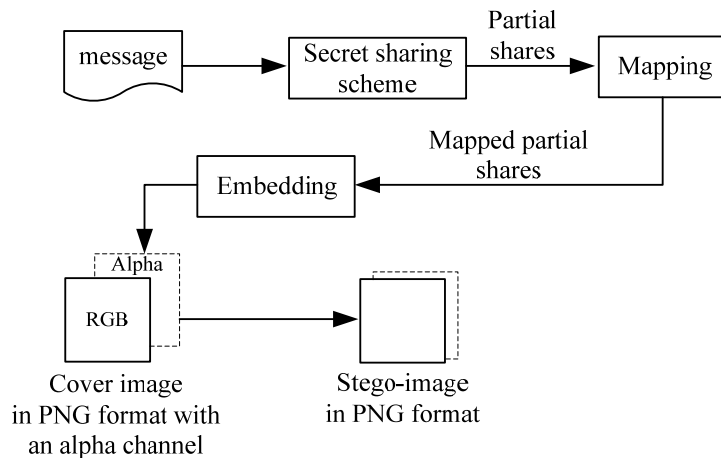 message
Secret sharing
scheme
Partial
shares
Mapping
Mapped partial
shares
Embedding
Alpha
RGB
Cover image
in PNG format with
an alpha channel
Stego-image
in PNG format